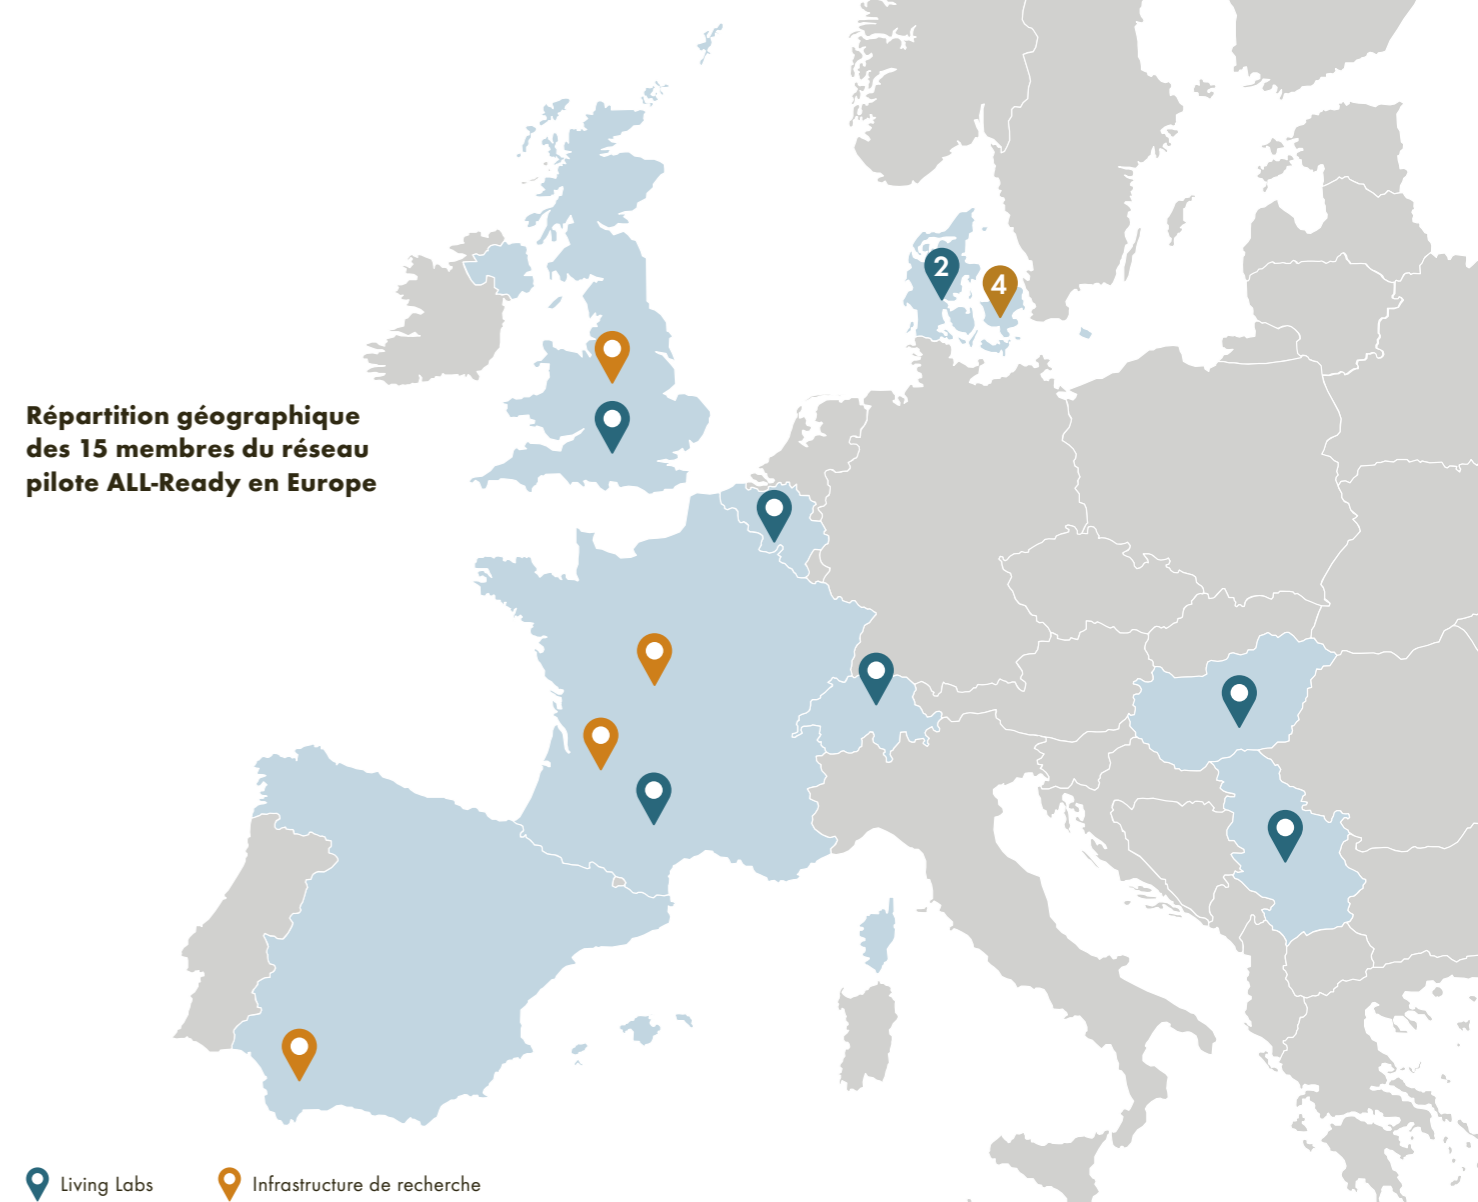 2
4
Répartition géographique
des 15 membres du réseau
pilote ALL-Ready en Europe
Living Labs
Infrastructure de recherche